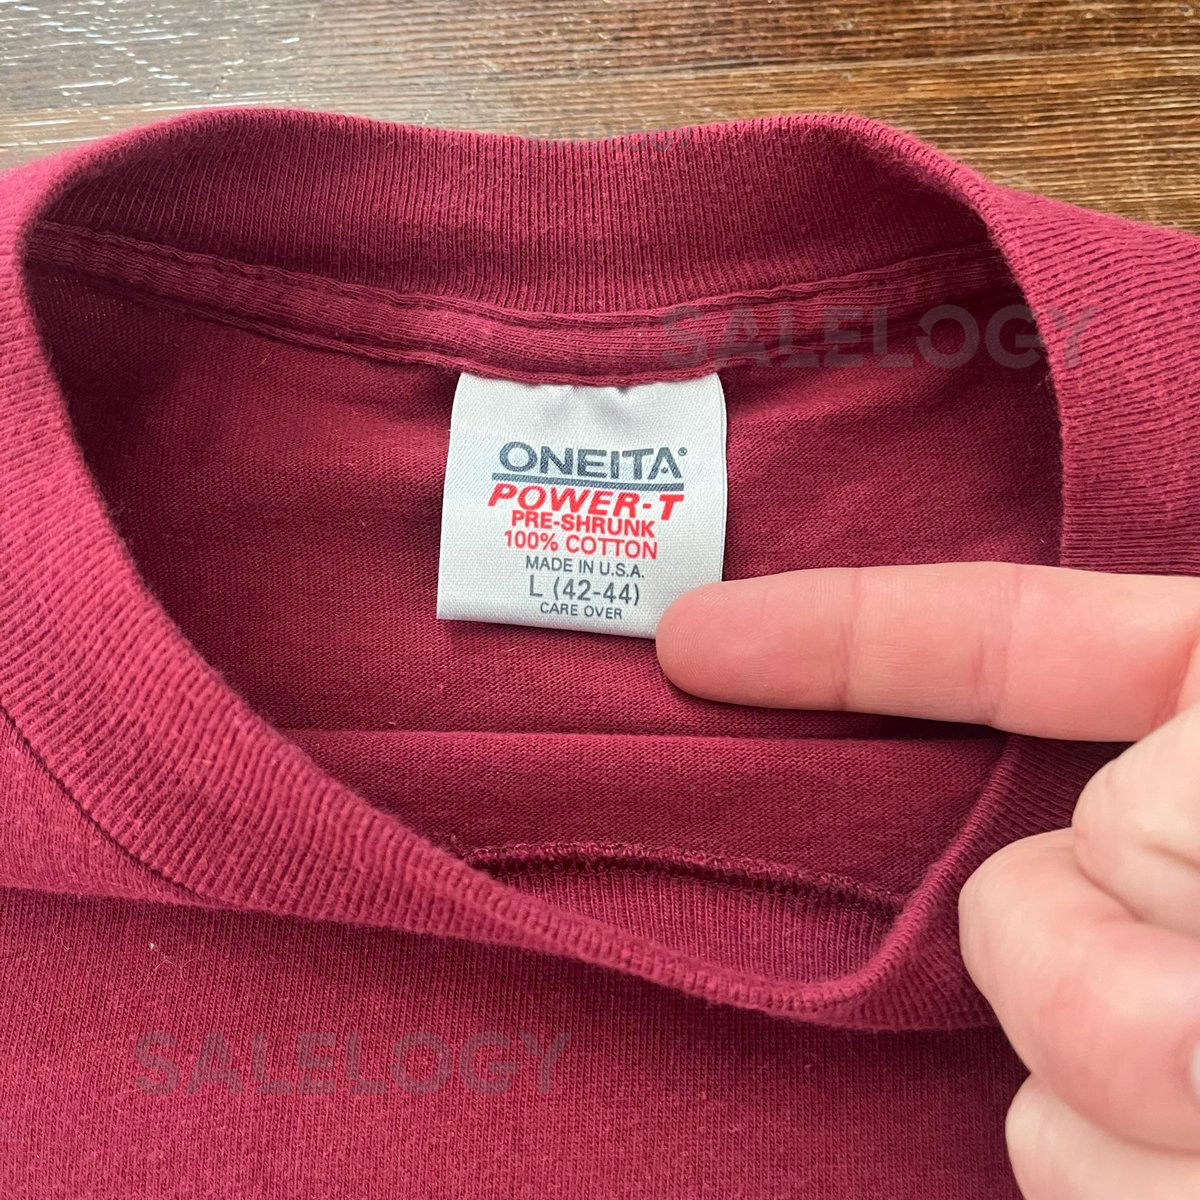 SALELOGY
ONEITA®
POWER-T
PRE-SHRUNK
100% COTTON
MADE IN U.S.A.
L (42-44)
CARE OVER
SALELOGY